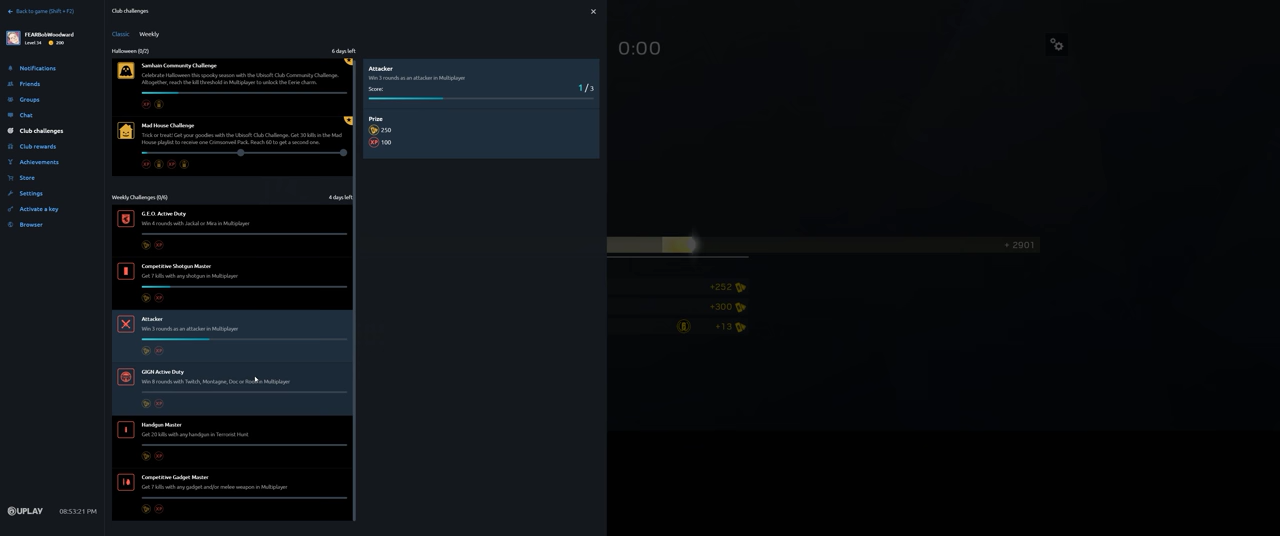 Back to game (Shift + F2)
FEARBobWoodward
Level 34 200
Notifications
Friends
Groups
Chat
Club challenges
Club rewards
Achievements
Store
Settings
Activate a key
Browser
UPLAY 08:53:21 PM
Club challenges
Classic Weekly
Halloween (0/2) 6 days left
Samhain Community Challenge
Celebrate Halloween this spooky season with the Ubisoft Club Community Challenge.
Altogether, reach the kill threshold in Multiplayer to unlock the Eerie charm.
XP
Mad House Challenge
Trick or treat! Get your goodies with the Ubisoft Club Challenge. Get 30 kills in the Mad
House playlist to receive one Crimsonveil Pack. Reach 60 to get a second one.
XP XP
Weekly Challenges (0/6) 4 days left
G.E.O. Active Duty
Win 4 rounds with Jackal or Mira in Multiplayer
XP
Competitive Shotgun Master
Get 7 kills with any shotgun in Multiplayer
XP
Attacker
Win 3 rounds as an attacker in Multiplayer
XP
GIGN Active Duty
Win 8 rounds with Twitch, Montagne, Doc or Rook in Multiplayer
XP
Handgun Master
Get 20 kills with any handgun in Terrorist Hunt
XP
Competitive Gadget Master
Get 7 kills with any gadget and/or melee weapon in Multiplayer
XP
Attacker
Win 3 rounds as an attacker in Multiplayer
Score: 1 / 3
Prize
250
XP 100
0:00
+ 2901
+252
+300
+13